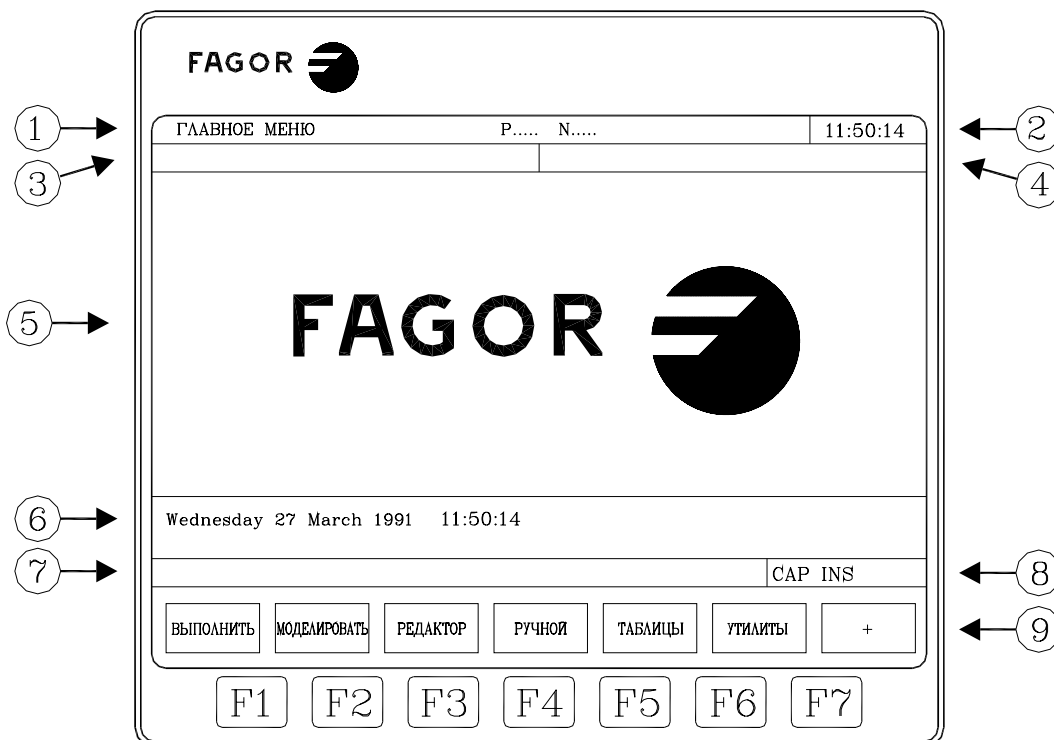 FAGOR
1 ГЛАВНОЕ МЕНЮ P..... N..... 11:50:14 2
3 4
5 FAGOR
6 Wednesday 27 March 1991 11:50:14
7 CAP INS 8
ВЫПОЛНИТЬ МОДЕЛИРОВАТЬ РЕДАКТОР РУЧНОЙ ТАБЛИЦЫ УТИЛИТЫ + 9
F1 F2 F3 F4 F5 F6 F7